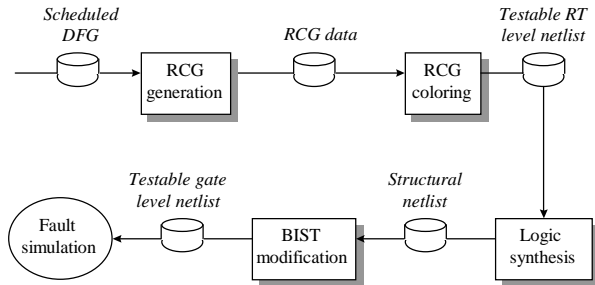 Scheduled
DFG
RCG data
Testable RT
level netlist
RCG
generation
RCG
coloring
Testable gate
level netlist
Structural
netlist
Fault
simulation
BIST
modification
Logic
synthesis